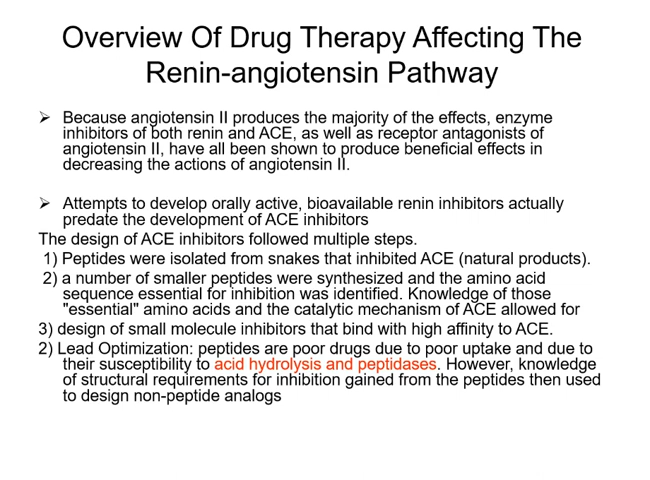 Overview Of Drug Therapy Affecting The
Renin-angiotensin Pathway
➢ Because angiotensin II produces the majority of the effects, enzyme
inhibitors of both renin and ACE, as well as receptor antagonists of
angiotensin II, have all been shown to produce beneficial effects in
decreasing the actions of angiotensin II.
➢ Attempts to develop orally active, bioavailable renin inhibitors actually
predate the development of ACE inhibitors
The design of ACE inhibitors followed multiple steps.
1) Peptides were isolated from snakes that inhibited ACE (natural products).
2) a number of smaller peptides were synthesized and the amino acid
sequence essential for inhibition was identified. Knowledge of those
"essential" amino acids and the catalytic mechanism of ACE allowed for
3) design of small molecule inhibitors that bind with high affinity to ACE.
2) Lead Optimization: peptides are poor drugs due to poor uptake and due to
their susceptibility to acid hydrolysis and peptidases. However, knowledge
of structural requirements for inhibition gained from the peptides then used
to design non-peptide analogs